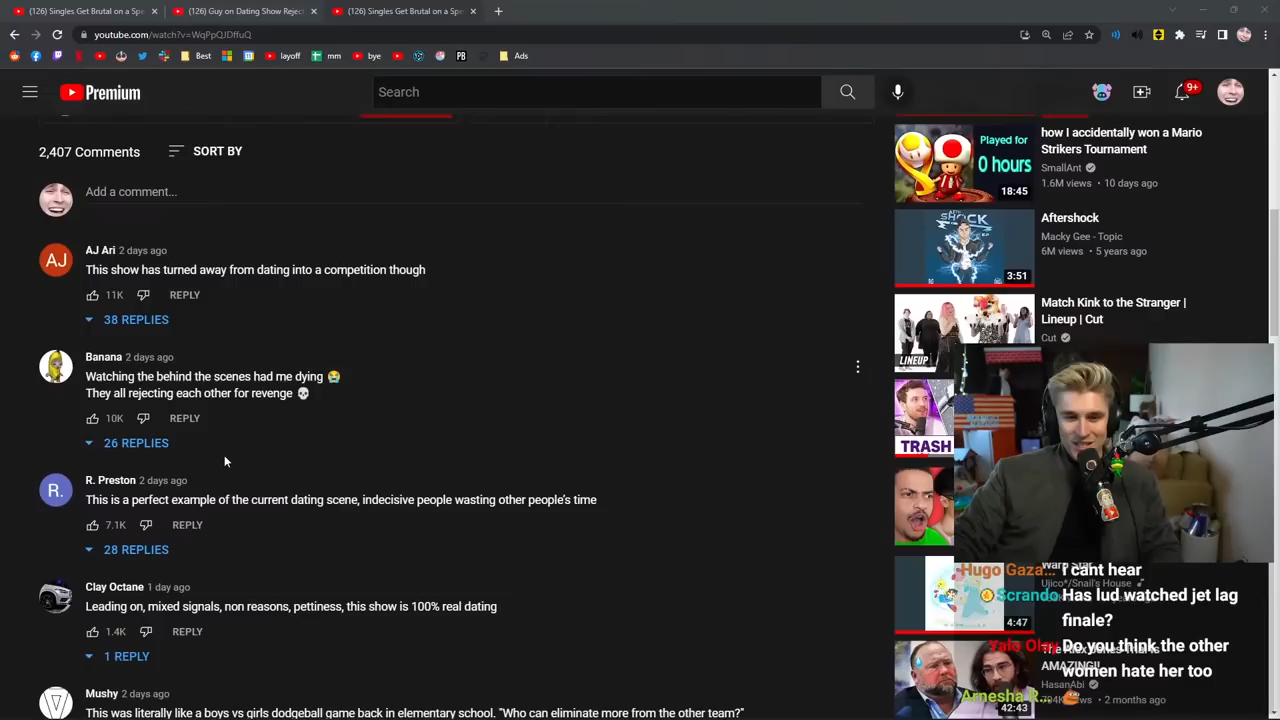 (126) Singles Get Brutal on a Spe
(126) Guy on Dating Show Reject
(126) Singles Get Brutal on a Spe
youtube.com/watch?v=WqPpQJDffuQ
Best
layoff
mm
bye
PB
Ads
Premium
Search
9+
2,407 Comments
SORT BY
Add a comment...
AJ
AJ Ari 2 days ago
This show has turned away from dating into a competition though
11K
REPLY
38 REPLIES
Banana 2 days ago
Watching the behind the scenes had me dying 😭
They all rejecting each other for revenge 💀
10K
REPLY
26 REPLIES
R.
R. Preston 2 days ago
This is a perfect example of the current dating scene, indecisive people wasting other people's time
7.1K
REPLY
28 REPLIES
Clay Octane 1 day ago
Leading on, mixed signals, no reasons, pettiness, this show is 100% real dating
1.4K
REPLY
1 REPLY
Mushy 2 days ago
This was literally like a boys vs girls dodgeball game back in elementary school. "Who can eliminate more from the other team?"
Played for
0 hours
18:45
how I accidentally won a Mario
Strikers Tournament
SmallAnt
1.6M views • 10 days ago
SHOCK
3:51
Aftershock
Macky Gee - Topic
6M views • 5 years ago
LINEUP
Match Kink to the Stranger |
Lineup | Cut
Cut
TRASH
4:47
Ujico*/Snail's House
42:43
AMAZING!!
HasanAbi
views • 2 months ago
Hugo Gaza... I cant hear
Scrando Has lud watched jet lag
finale?
Yalo Olay Do you think the other
women hate her too
Arnesha R...